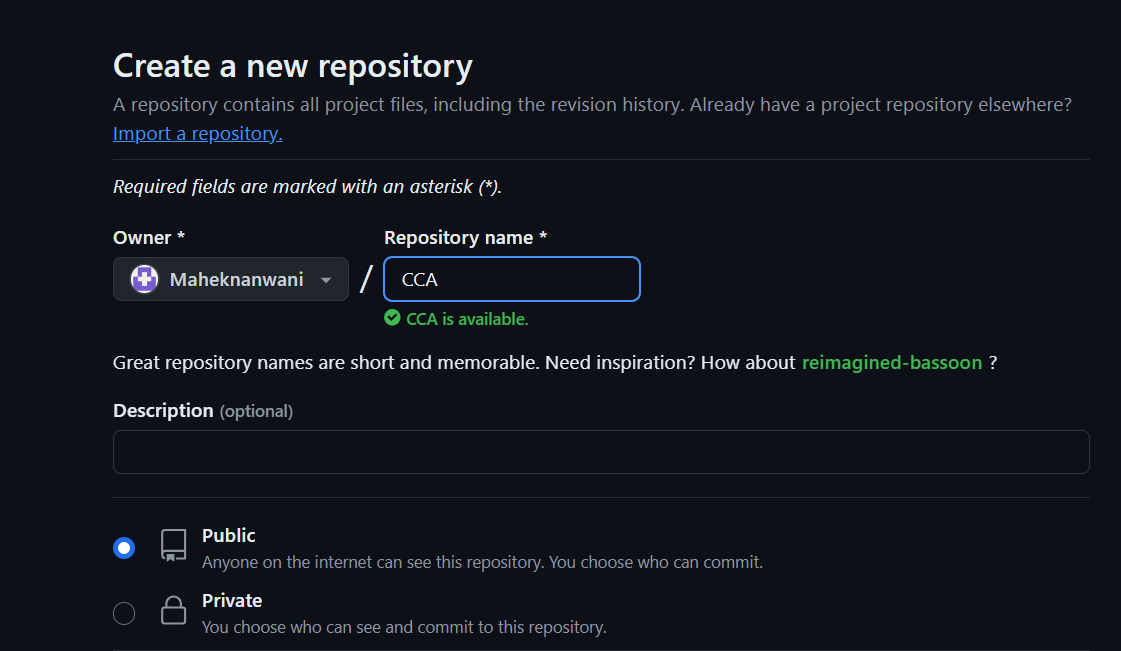 Create a new repository
A repository contains all project files, including the revision history. Already have a project repository elsewhere?
Import a repository.
Required fields are marked with an asterisk (*).
Owner *
Repository name *
Maheknanwani
/
CCA
CCA is available.
Great repository names are short and memorable. Need inspiration? How about reimagined-bassoon ?
Description (optional)
Public
Anyone on the internet can see this repository. You choose who can commit.
Private
You choose who can see and commit to this repository.